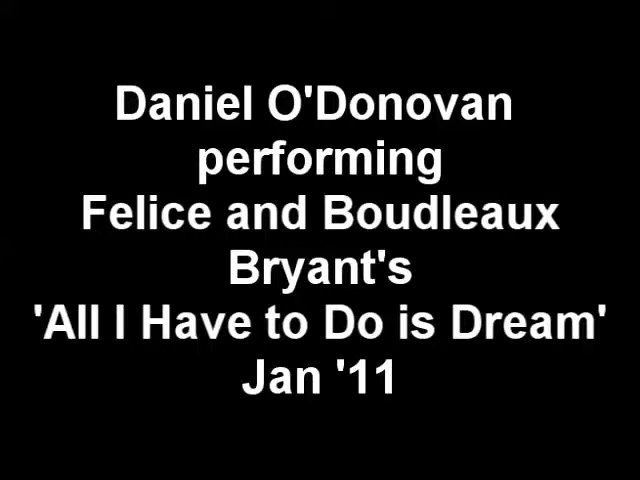 Daniel O'Donovan
performing
Felice and Boudleaux
Bryant's
'All I Have to Do is Dream'
Jan '11